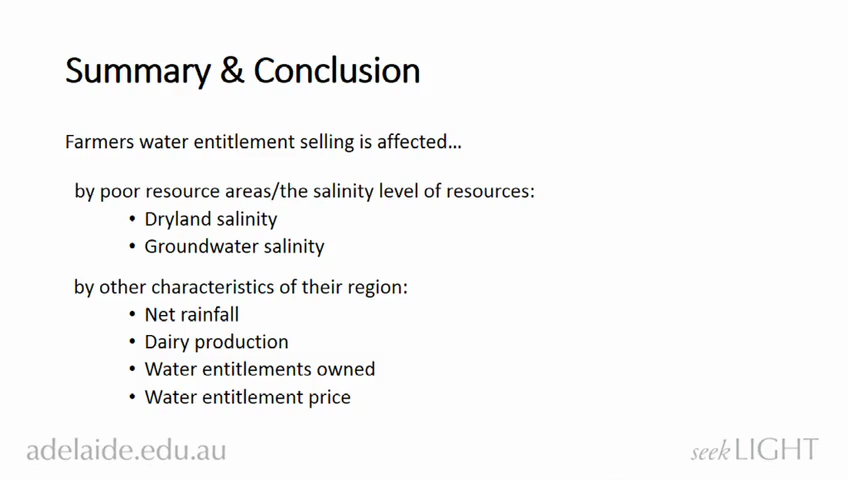 Summary & Conclusion
Farmers water entitlement selling is affected...
by poor resource areas/the salinity level of resources:
• Dryland salinity
• Groundwater salinity
by other characteristics of their region:
• Net rainfall
• Dairy production
• Water entitlements owned
• Water entitlement price
adelaide.edu.au
seek LIGHT